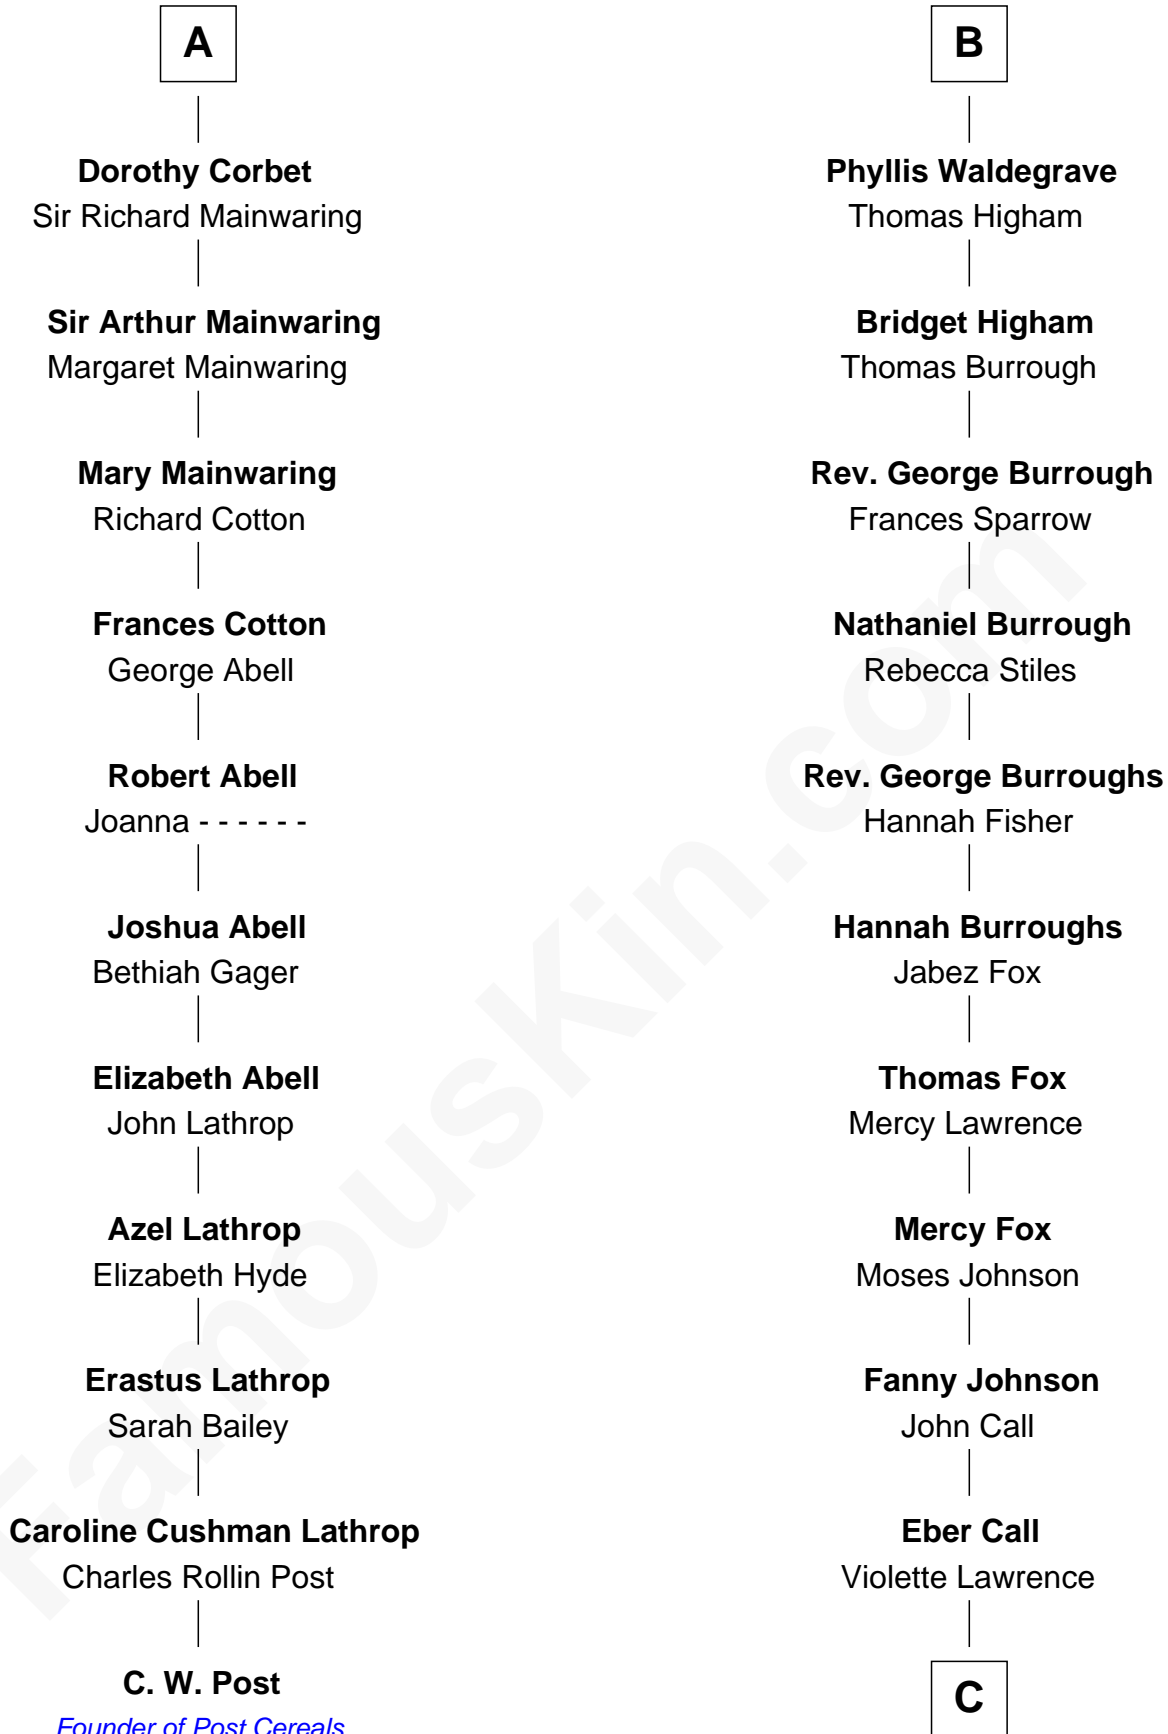 A
Dorothy Corbet
Sir Richard Mainwaring
Sir Arthur Mainwaring
Margaret Mainwaring
Mary Mainwaring
Richard Cotton
Frances Cotton
George Abell
Robert Abell
Joanna - - - - - -
Joshua Abell
Bethiah Gager
Elizabeth Abell
John Lathrop
Azel Lathrop
Elizabeth Hyde
Erastus Lathrop
Sarah Bailey
Caroline Cushman Lathrop
Charles Rollin Post
C. W. Post
Founder of Post Cereals
B
Phyllis Waldegrave
Thomas Higham
Bridget Higham
Thomas Burrough
Rev. George Burrough
Frances Sparrow
Nathaniel Burrough
Rebecca Stiles
Rev. George Burroughs
Hannah Fisher
Hannah Burroughs
Jabez Fox
Thomas Fox
Mercy Lawrence
Mercy Fox
Moses Johnson
Fanny Johnson
John Call
Eber Call
Violette Lawrence
C
FamousKin.com